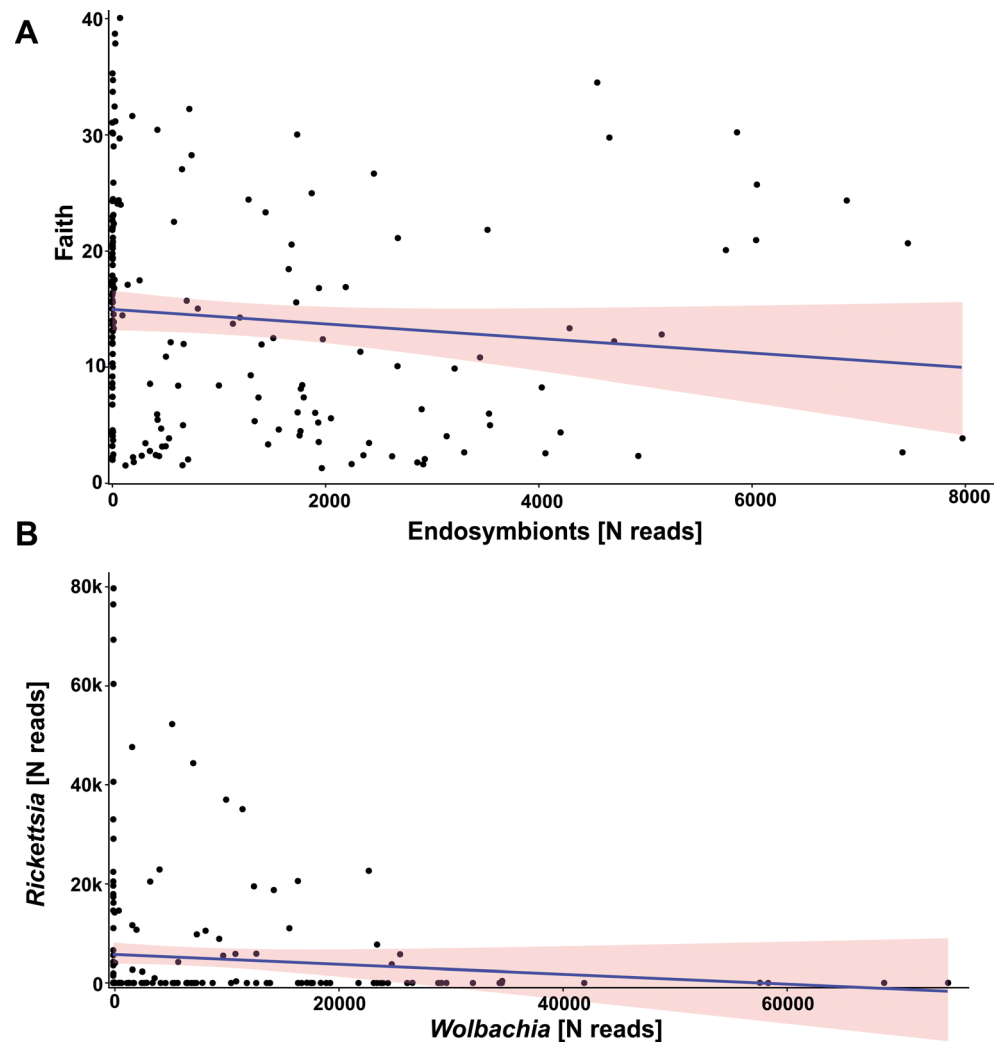 A
40
30
20
10
0
Faith
0 2000 4000 6000 8000
Endosymbionts [N reads]
B
80k
60k
40k
20k
0
Rickettsia [N reads]
0 20000 40000 60000
Wolbachia [N reads]